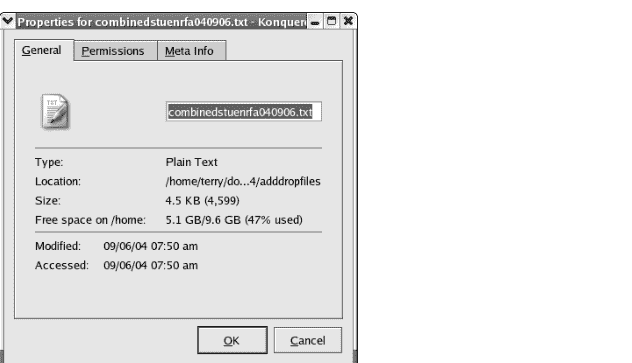 Properties for combinedstuenrfa040906.txt - Konquer
General Permissions Meta Info
TXT
combinedstuenrfa040906.txt
Type: Plain Text
Location: /home/terry/do...4/adddropfiles
Size: 4.5 KB (4,599)
Free space on /home: 5.1 GB/9.6 GB (47% used)
Modified: 09/06/04 07:50 am
Accessed: 09/06/04 07:50 am
OK Cancel